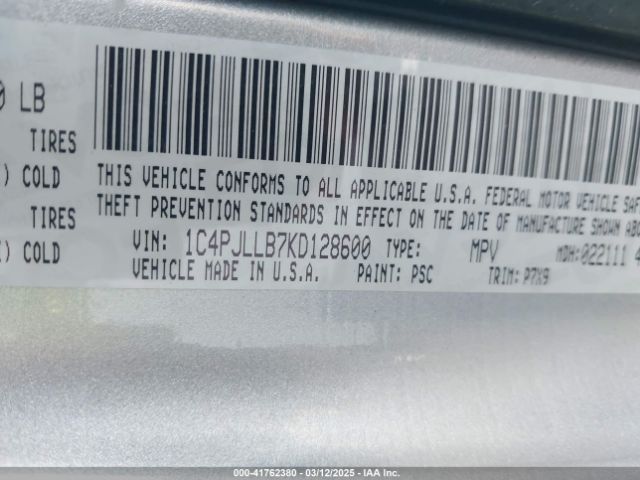 0 LB
TIRES
) COLD
TIRES
) COLD
THIS VEHICLE CONFORMS TO ALL APPLICABLE U.S.A. FEDERAL MOTOR VEHICLE SAF
THEFT PREVENTION STANDARDS IN EFFECT ON THE DATE OF MANUFACTURE SHOWN ABO
VIN: 1C4PJLLB7KD128600 TYPE: MPV MDH:022111 4
VEHICLE MADE IN U.S.A. PAINT: PSC TRIM: P7X9
000-41762380 - 03/12/2025 - IAA Inc.